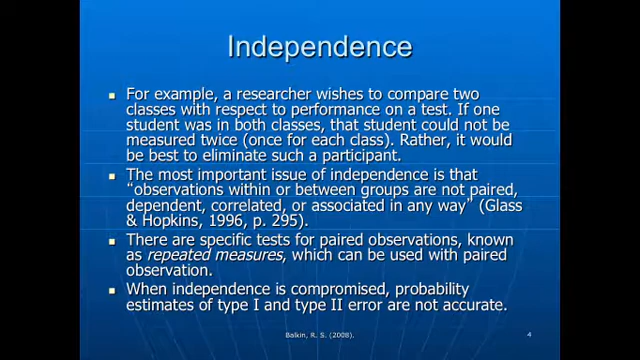 Independence
For example, a researcher wishes to compare two
classes with respect to performance on a test. If one
student was in both classes, that student could not be
measured twice (once for each class). Rather, it would
be best to eliminate such a participant.
The most important issue of independence is that
“observations within or between groups are not paired,
dependent, correlated, or associated in any way” (Glass
& Hopkins, 1996, p. 295).
There are specific tests for paired observations, known
as repeated measures, which can be used with paired
observation.
When independence is compromised, probability
estimates of type I and type II error are not accurate.
Balkin, R. S. (2008).
4